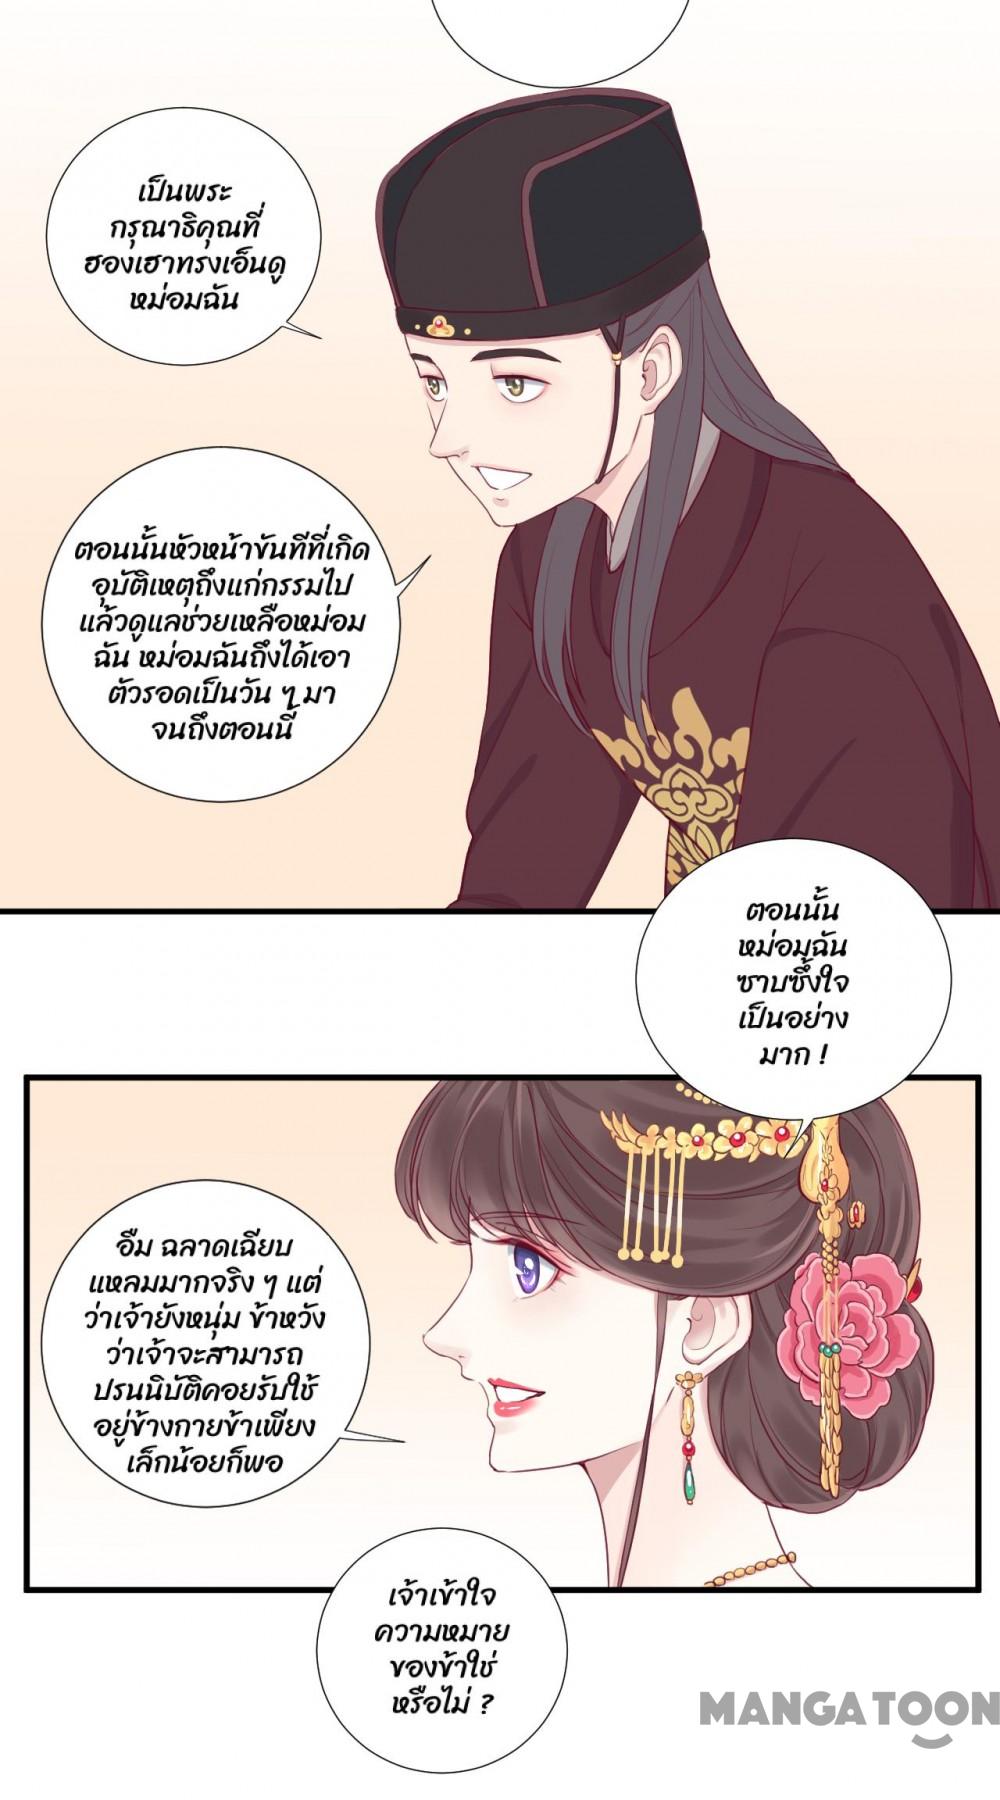 เป็นพระ
กรุณาธิคุณที่
ฮองเฮาทรงเอ็นดู
หม่อมฉัน
ตอนนั้นหัวหน้าขันทีที่เกิด
อุบัติเหตุถึงแก่กรรมไป
แล้วดูแลช่วยเหลือหม่อม
ฉัน หม่อมฉันถึงได้เอา
ตัวรอดเป็นวัน ๆ มา
จนถึงตอนนี้
ตอนนั้น
หม่อมฉัน
ซาบซึ้งใจ
เป็นอย่าง
มาก !
อืม ฉลาดเฉียบ
แหลมมากจริง ๆ แต่
ว่าเจ้ายังหนุ่ม ข้าหวัง
ว่าเจ้าจะสามารถ
ปรนนิบัติคอยรับใช้
อยู่ข้างกายข้าเพียง
เล็กน้อยก็พอ
เจ้าเข้าใจ
ความหมาย
ของข้าใช่
หรือไม่ ?
MANGATOON